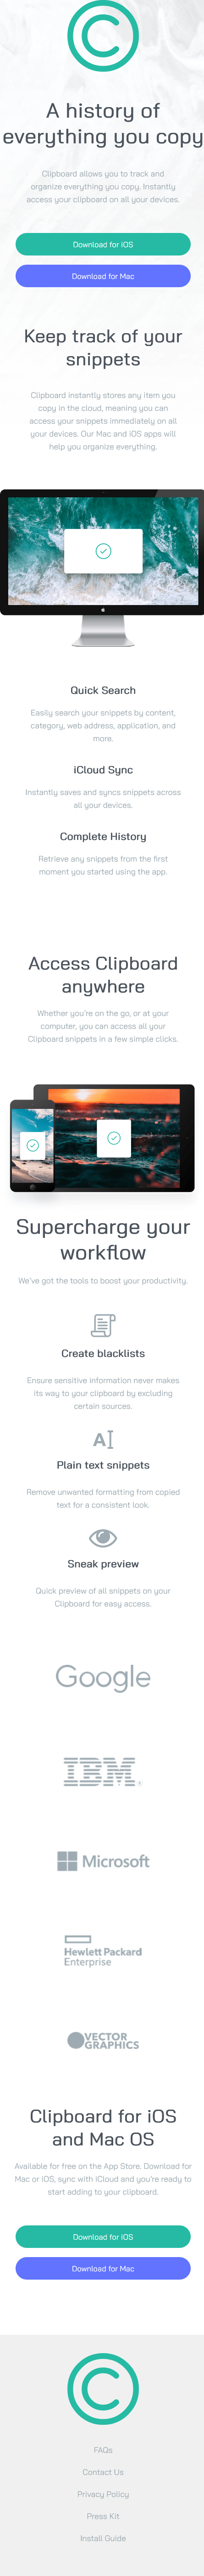 A history of
everything you copy
Clipboard allows you to track and
organize everything you copy. Instantly
access your clipboard on all your devices.
Download for iOS
Download for Mac
Keep track of your
snippets
Clipboard instantly stores any item you
copy in the cloud, meaning you can
access your snippets immediately on all
your devices. Our Mac and iOS apps will
help you organize everything.
Quick Search
Easily search your snippets by content,
category, web address, application, and
more.
iCloud Sync
Instantly saves and syncs snippets across
all your devices.
Complete History
Retrieve any snippets from the first
moment you started using the app.
Access Clipboard
anywhere
Whether you're on the go, or at your
computer, you can access all your
Clipboard snippets in a few simple clicks.
Supercharge your
workflow
We've got the tools to boost your productivity.
Create blacklists
Ensure sensitive information never makes
its way to your clipboard by excluding
certain sources.
A
Plain text snippets
Remove unwanted formatting from copied
text for a consistent look.
Sneak preview
Quick preview of all snippets on your
Clipboard for easy access.
Google
IBM
Microsoft
Hewlett Packard
Enterprise
VECTOR
GRAPHICS
Clipboard for iOS
and Mac OS
Available for free on the App Store. Download for
Mac or iOS, sync with iCloud and you're ready to
start adding to your clipboard.
Download for iOS
Download for Mac
FAQs
Contact Us
Privacy Policy
Press Kit
Install Guide